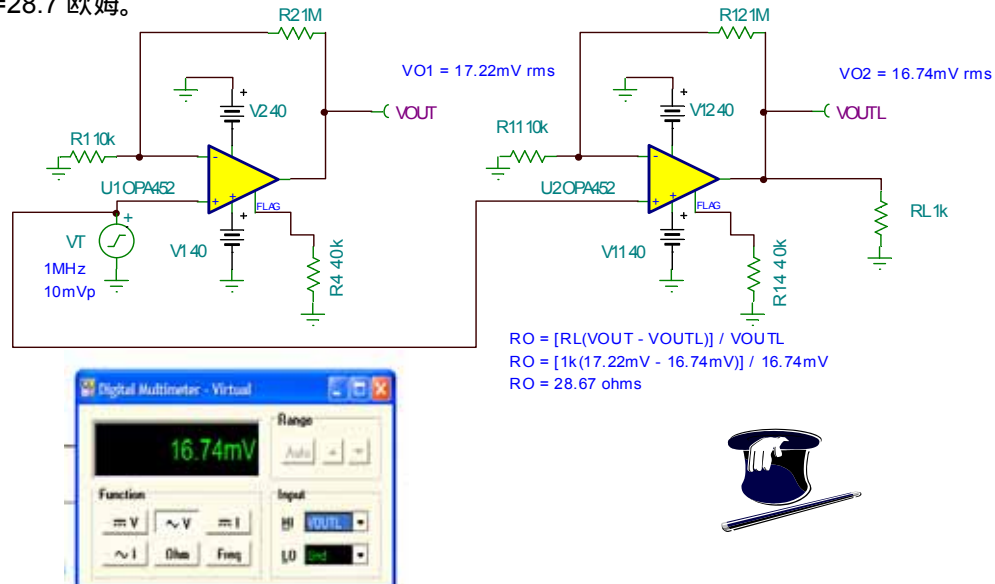 =28.7 欧姆。
R2 1M
R12 1M
VO1 = 17.22mV rms
VO2 = 16.74mV rms
V2 40
VOUT
V12 40
VOUTL
R1 10k
R11 10k
U1 OPA452
U2 OPA452
FLAG
FLAG
RL 1k
VT
1MHz
10mVp
V1 40
R4 40k
V11 40
R14 40k
RO = [RL(VOUT - VOUTL)] / VOUTL
RO = [1k(17.22mV - 16.74mV)] / 16.74mV
RO = 28.67 ohms
Digital Multimeter - Virtual
16.74mV
Range
Auto
Function
Input
V
V
I
HI VOUTL
I
Ohm
Freq
LO Gnd